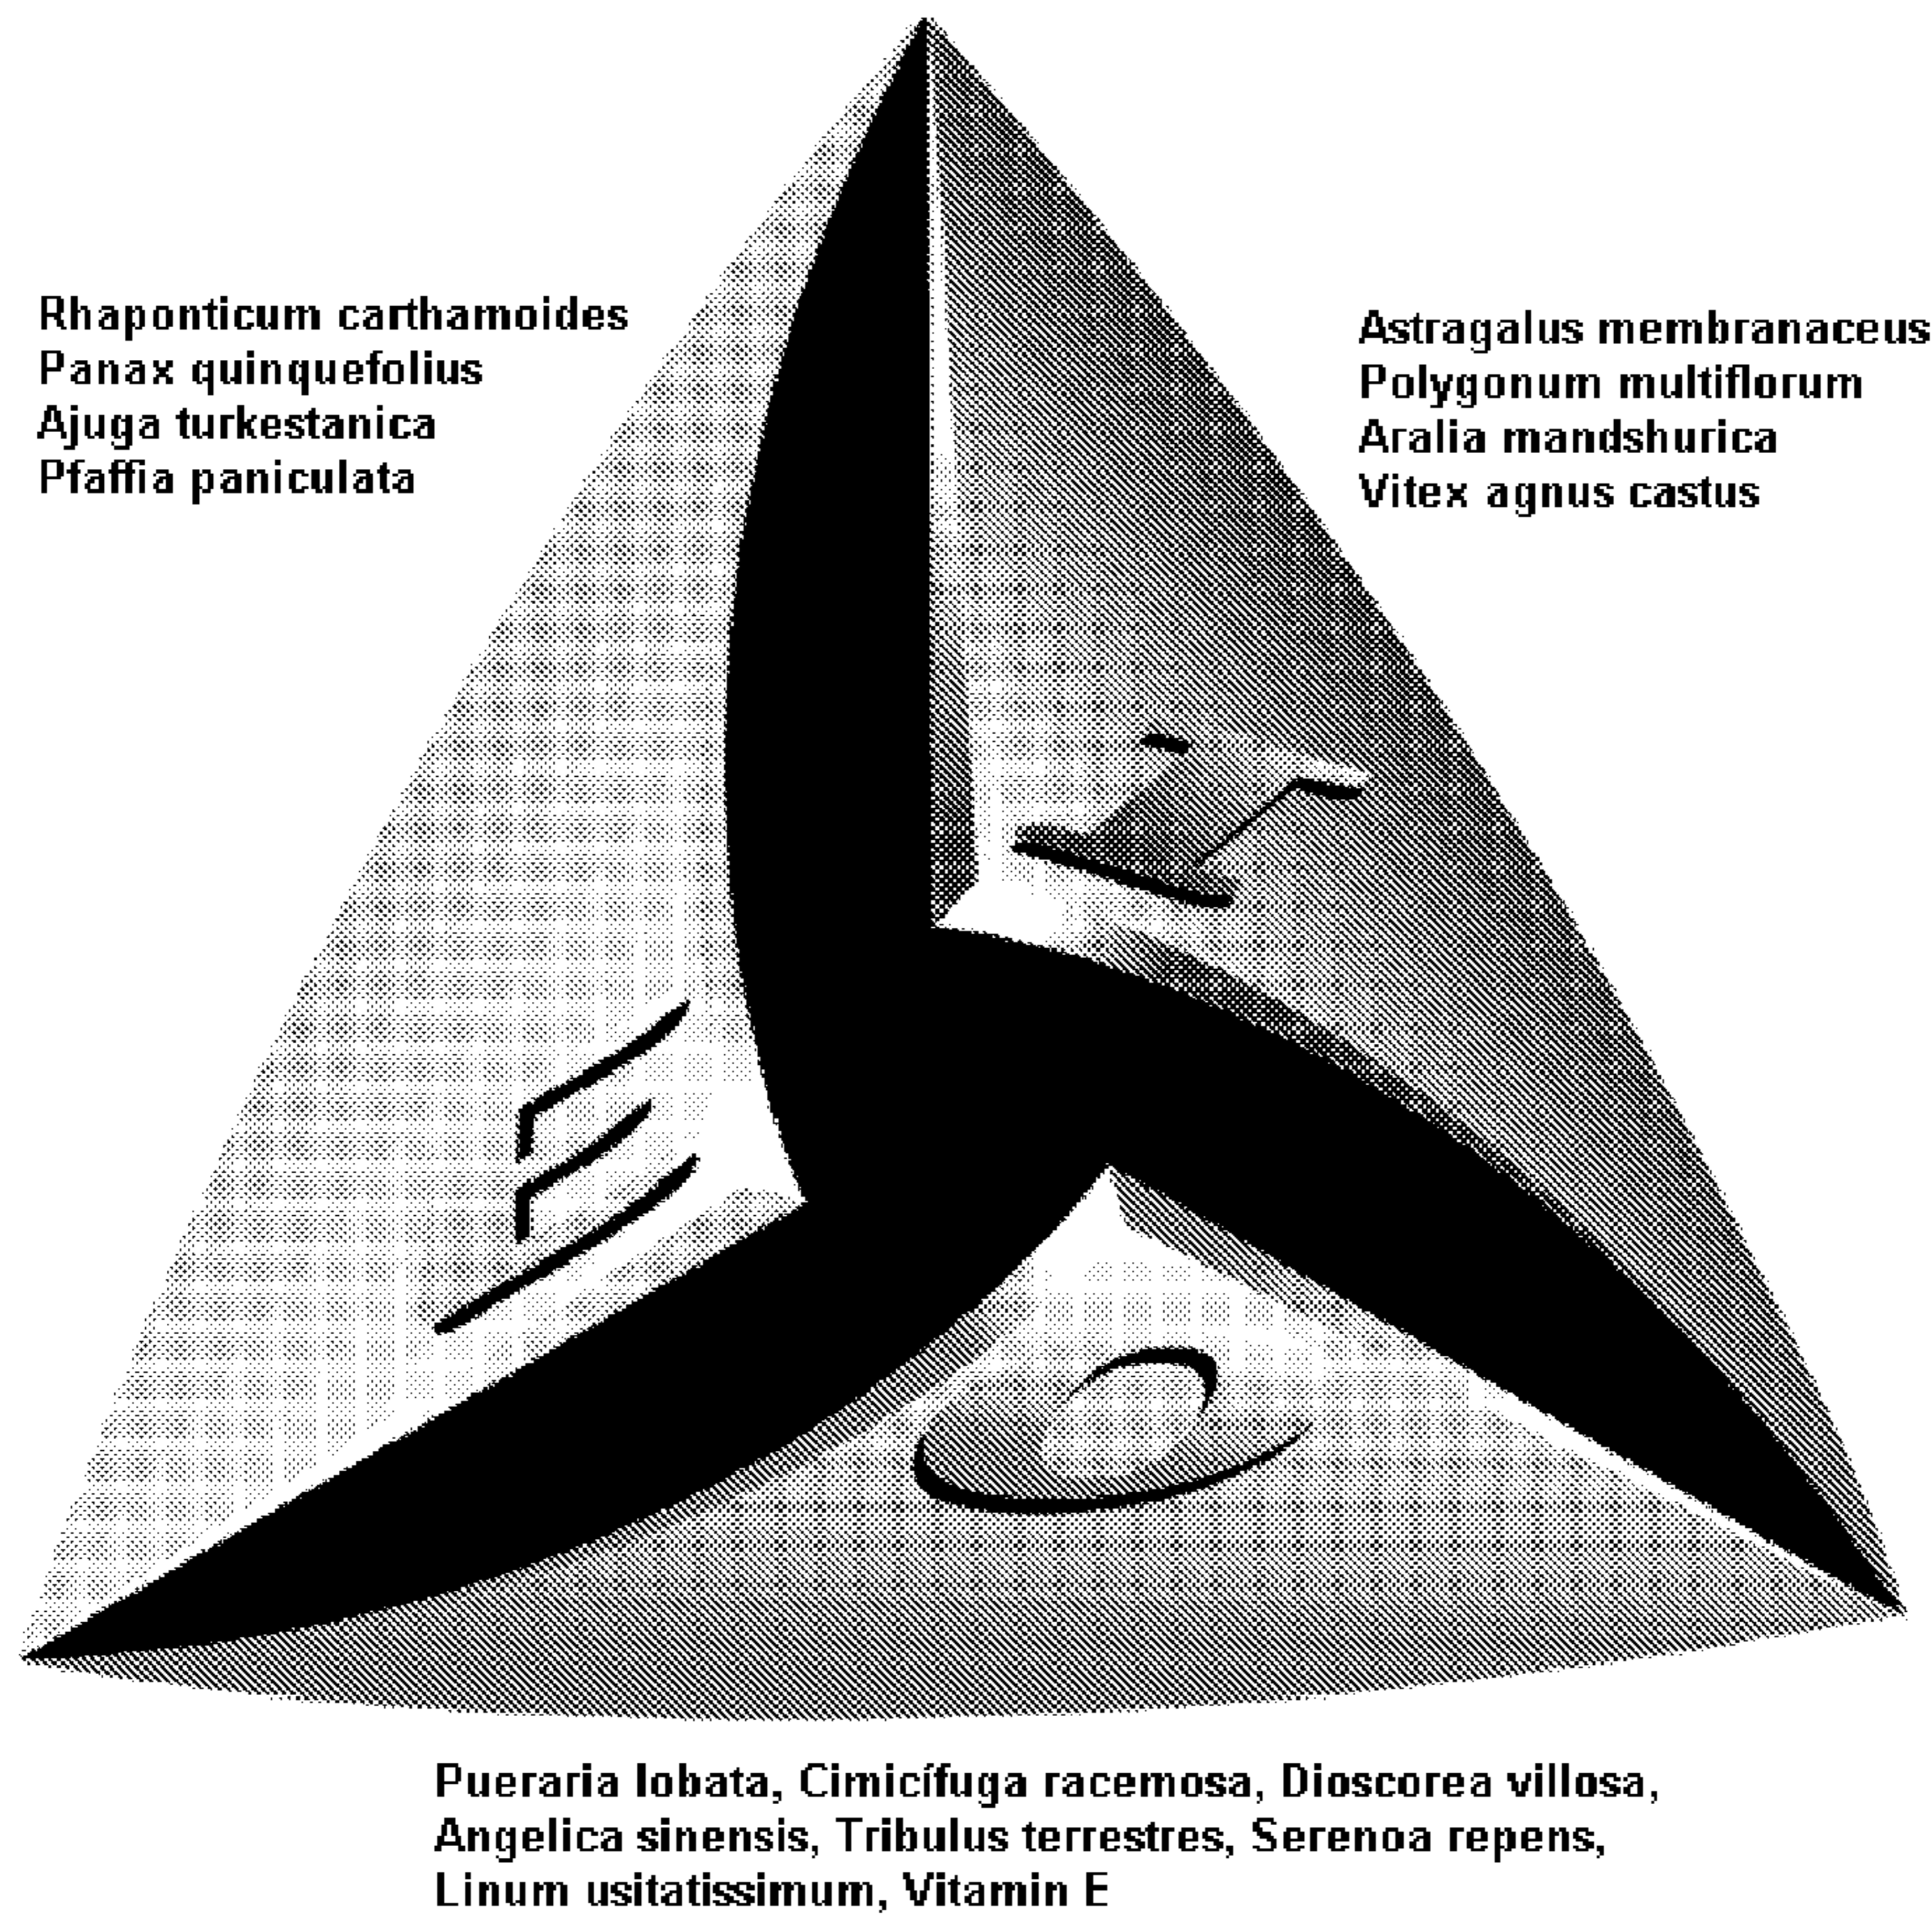 Rhaponticum carthamoides
Panax quinquefolius
Ajuga turkestanica
Pfaffia paniculata
Astragalus membranaceus
Polygonum multiflorum
Aralia mandshurica
Vitex agnus castus
Pueraria lobata, Cimicífuga racemosa, Dioscorea villosa,
Angelica sinensis, Tribulus terrestres, Serenoa repens,
Linum usitatissimum, Vitamin E